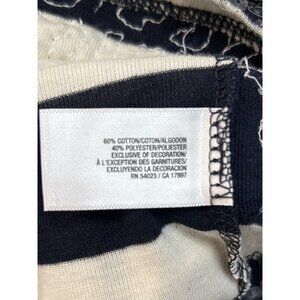 60% COTTON/COTON/ALGODON
40% POLYESTER/POLIESTER
EXCLUSIVE OF DECORATION/
À L'EXCEPTION DES GARNITURES/
EXCLUYENDO LA DECORACION
RN 54023 / CA 17897